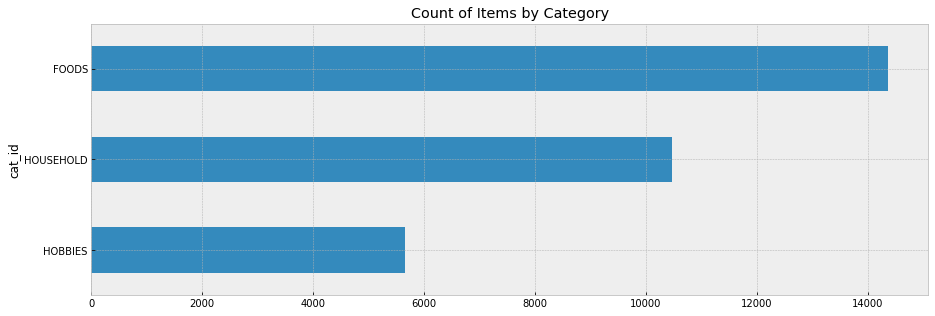 Count of Items by Category
cat_id
FOODS
HOUSEHOLD
HOBBIES
0 2000 4000 6000 8000 10000 12000 14000